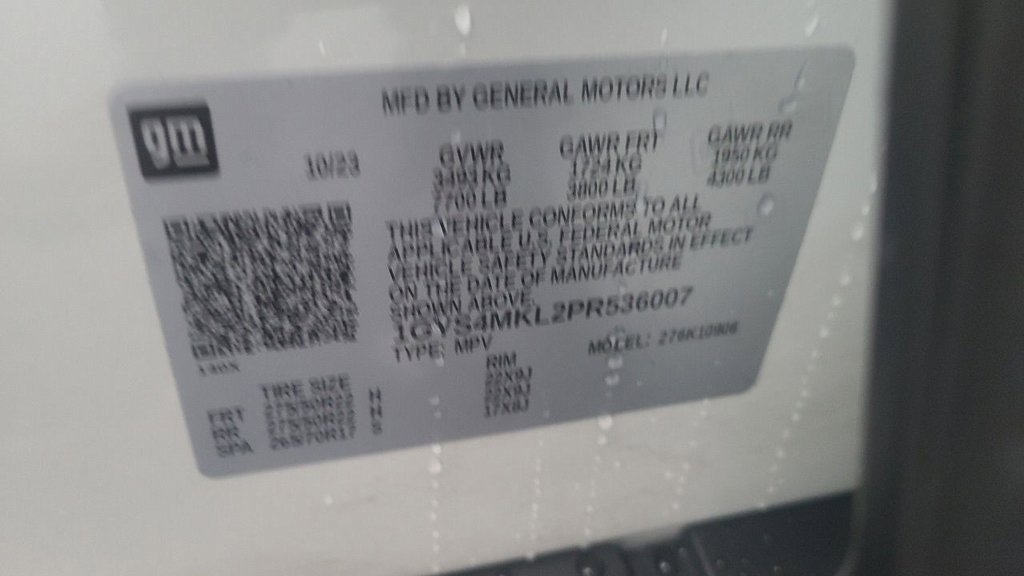 gm
MFD BY GENERAL MOTORS LLC
10/23
GVWR GAWR FRT GAWR RR
3493 KG 1724 KG 1950 KG
7700 LB 3800 LB 4300 LB
THIS VEHICLE CONFORMS TO ALL
APPLICABLE U.S. FEDERAL MOTOR
VEHICLE SAFETY STANDARDS IN EFFECT
ON THE DATE OF MANUFACTURE
SHOWN ABOVE.
TYPE: MPV MODEL:
TIRE SIZE RIM
FRT 22X9J
RR 22X9J
SPA 17X8J